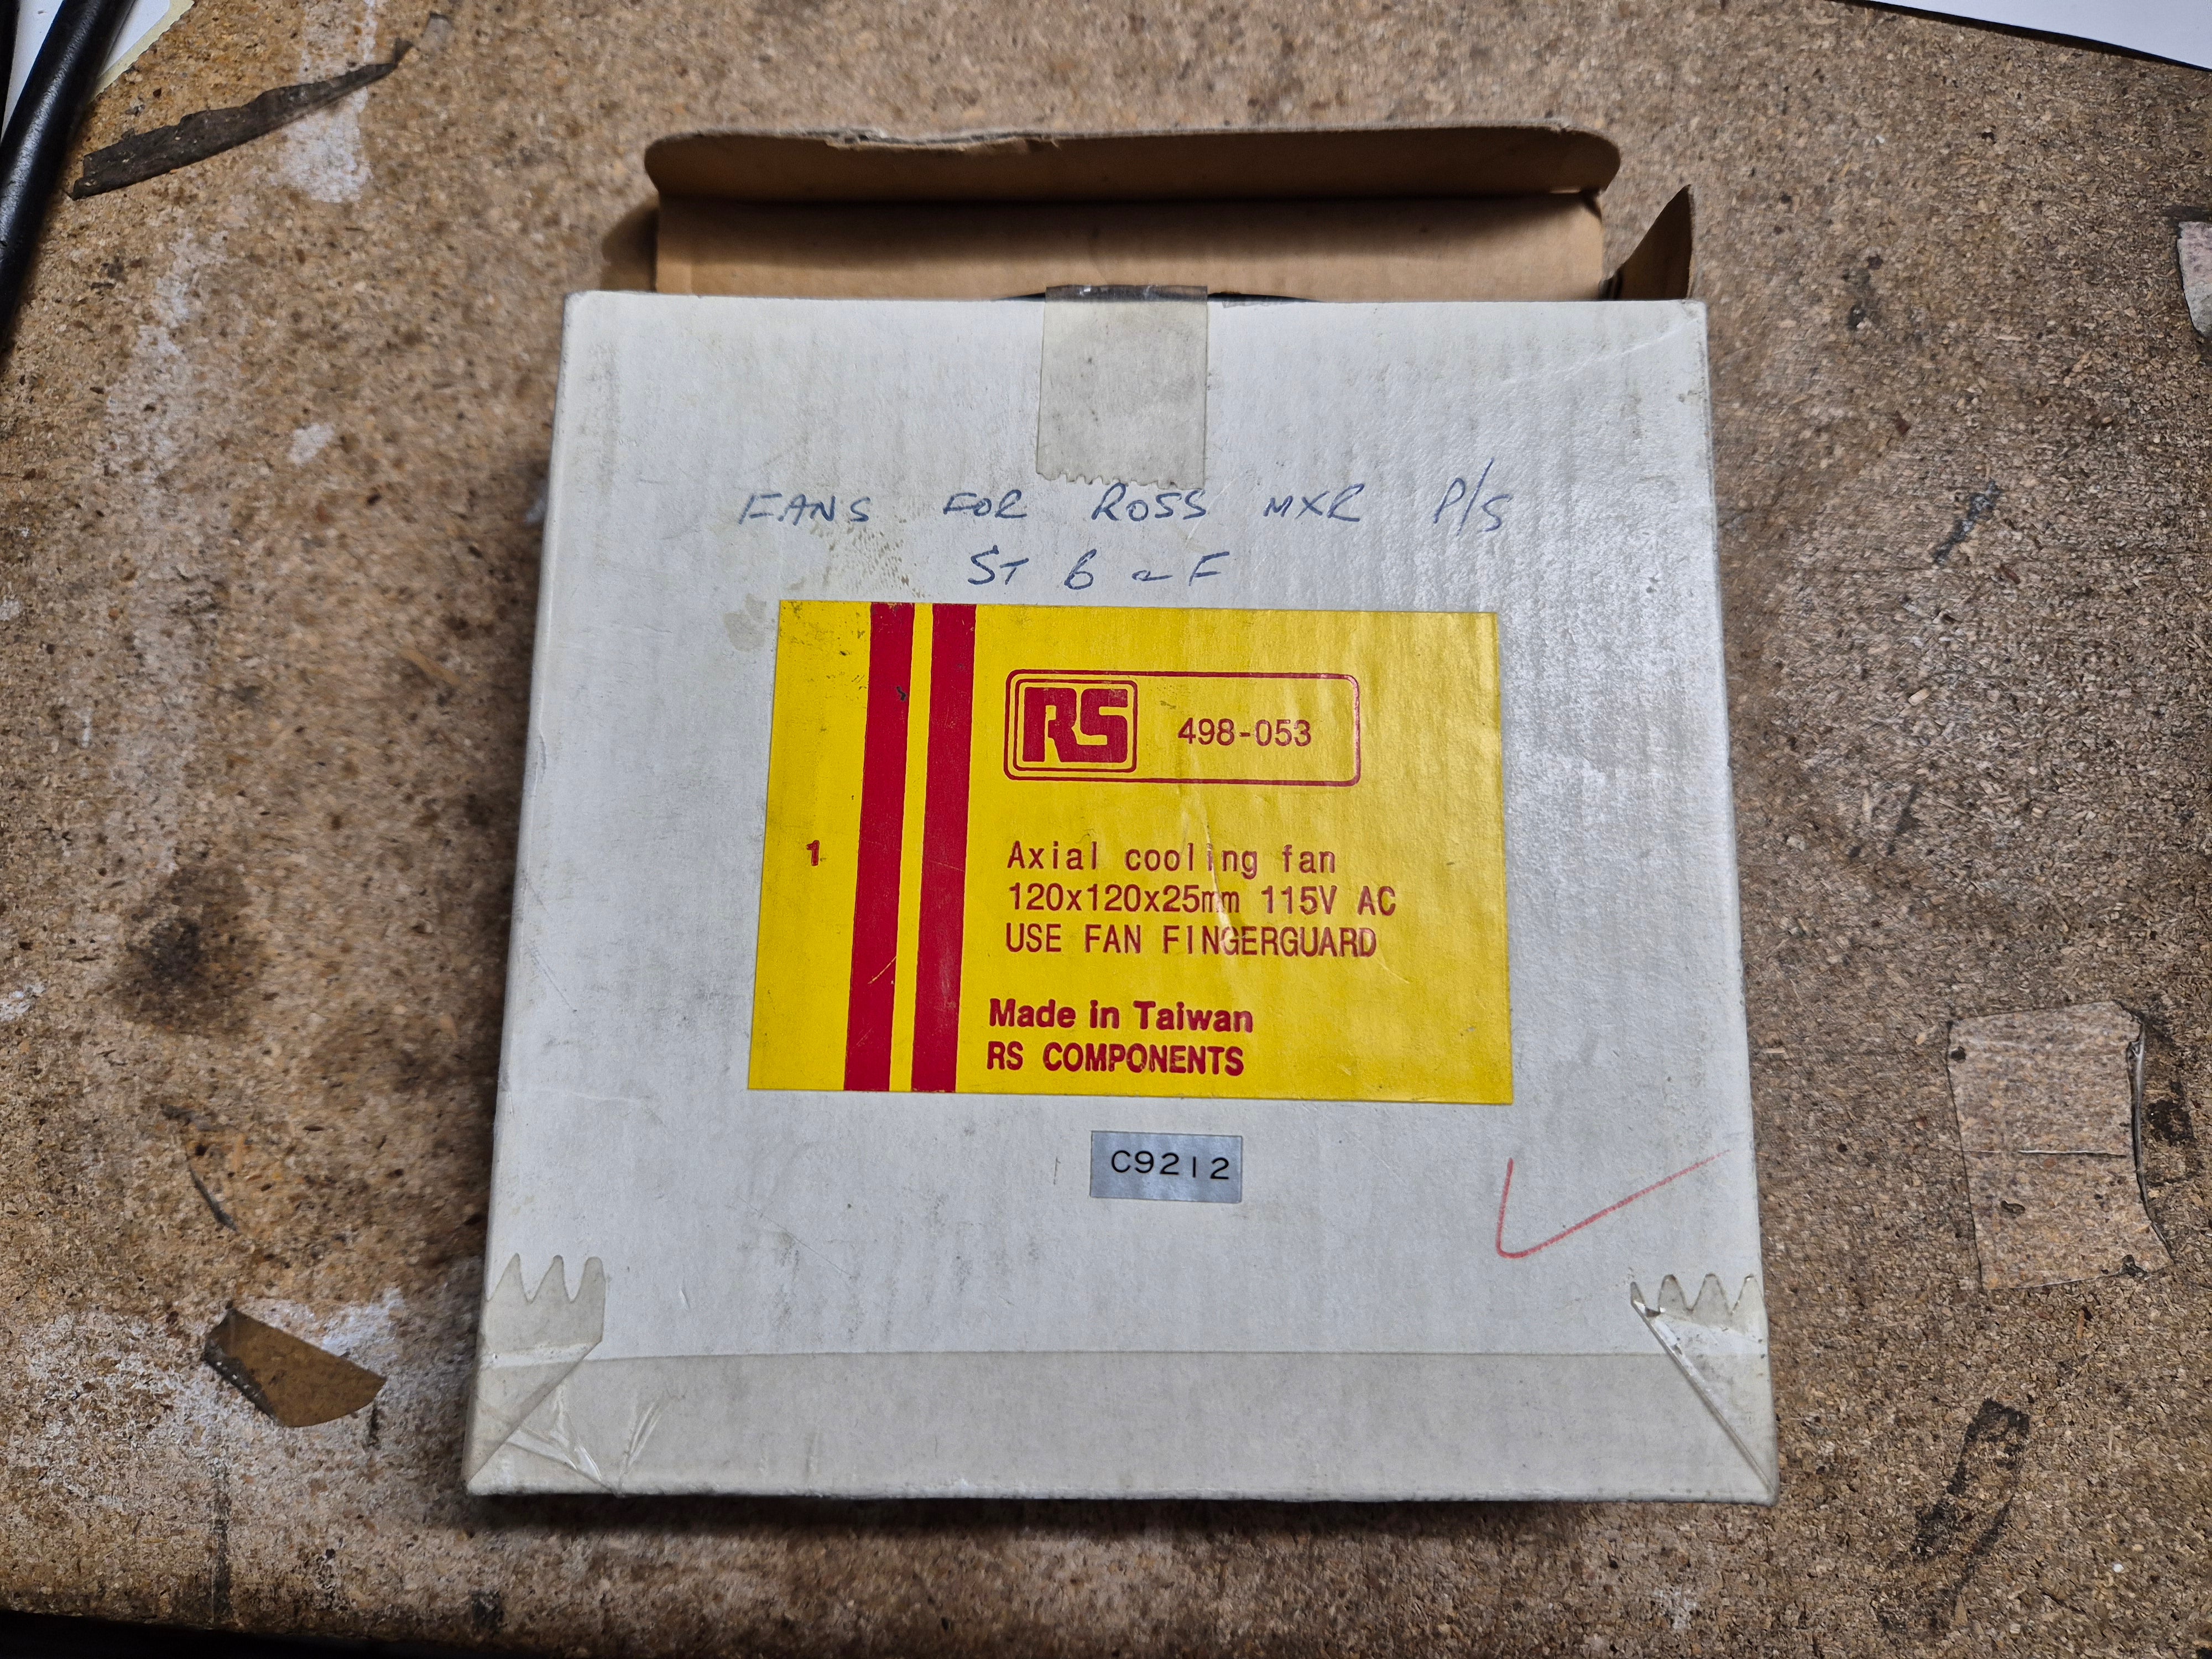 FANS FOR ROSS MXR P/S
ST 6 - F
RS 498-053
1
Axial cooling fan
120x120x25mm 115V AC
USE FAN FINGERGUARD
Made in Taiwan
RS COMPONENTS
C9212